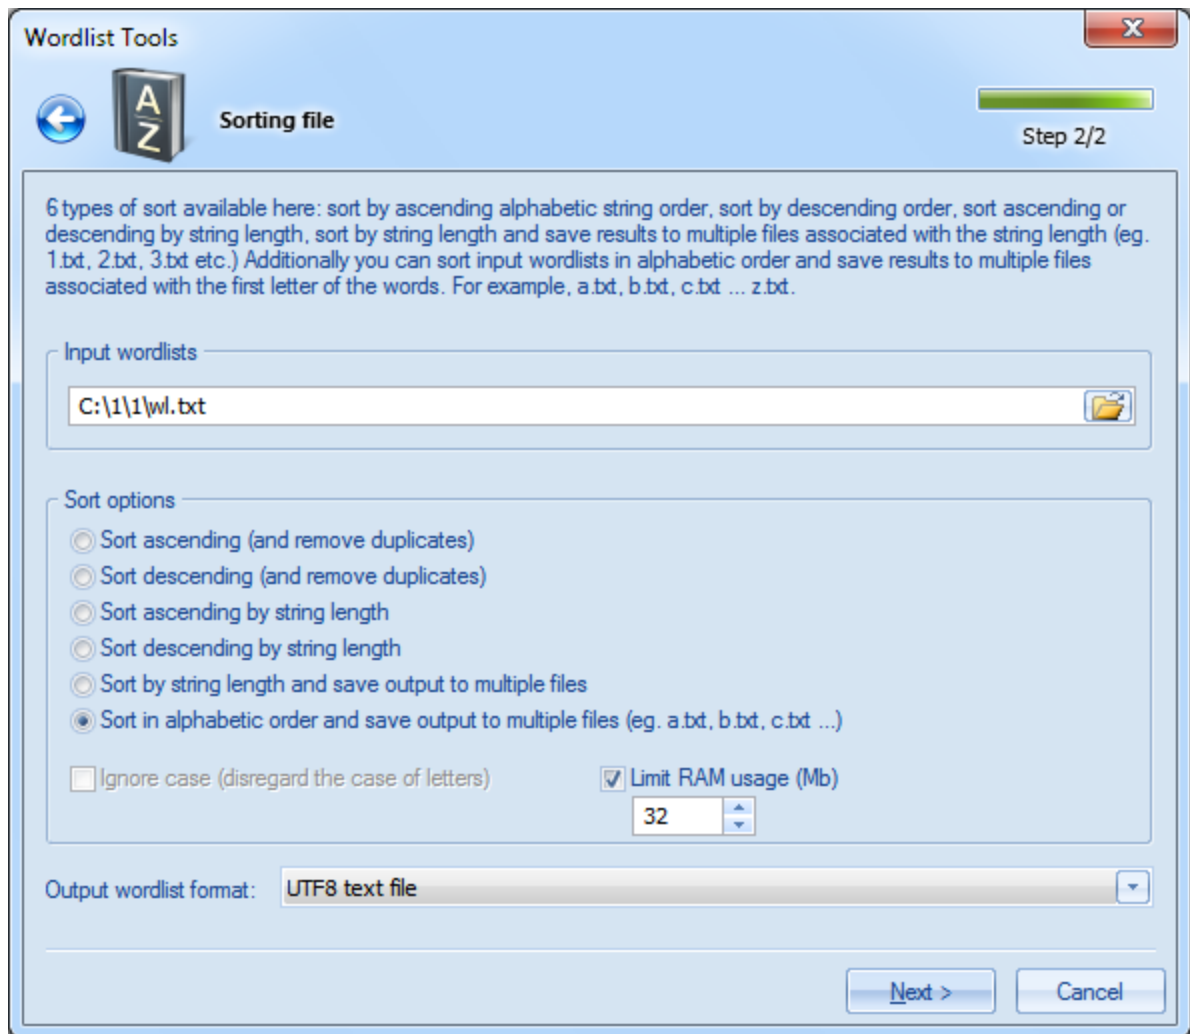 Wordlist Tools
A
Z
Sorting file
Step 2/2
6 types of sort available here: sort by ascending alphabetic string order, sort by descending order, sort ascending or
descending by string length, sort by string length and save results to multiple files associated with the string length (eg.
1.txt, 2.txt, 3.txt etc.) Additionally you can sort input wordlists in alphabetic order and save results to multiple files
associated with the first letter of the words. For example, a.txt, b.txt, c.txt ... z.txt.
Input wordlists
C:\1\1\wl.txt
Sort options
Sort ascending (and remove duplicates)
Sort descending (and remove duplicates)
Sort ascending by string length
Sort descending by string length
Sort by string length and save output to multiple files
Sort in alphabetic order and save output to multiple files (eg. a.txt, b.txt, c.txt ...)
Ignore case (disregard the case of letters)
Limit RAM usage (Mb)
32
Output wordlist format:
UTF8 text file
Next >
Cancel